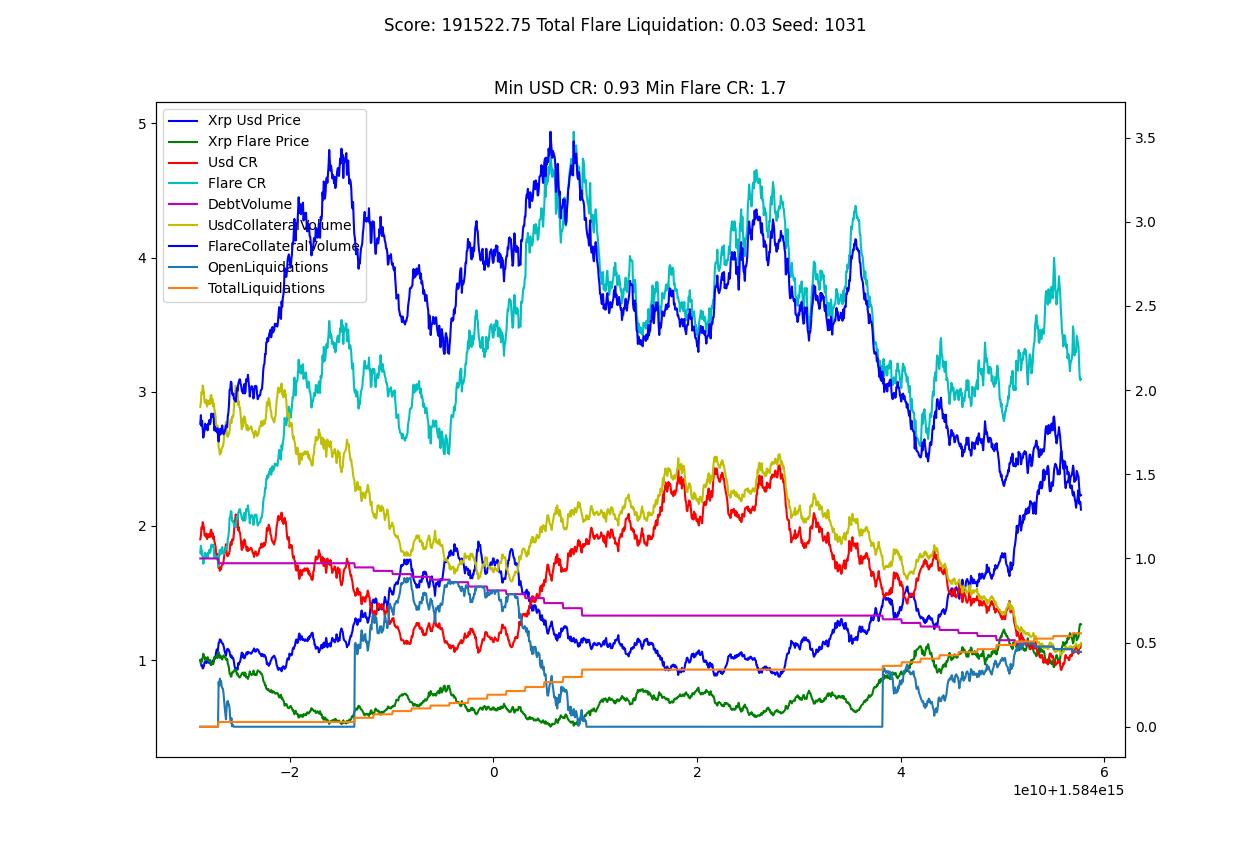 Score: 191522.75 Total Flare Liquidation: 0.03 Seed: 1031
Min USD CR: 0.93 Min Flare CR: 1.7
Xrp Usd Price
Xrp Flare Price
Usd CR
Flare CR
DebtVolume
UsdCollateralVolume
FlareCollateralVolume
OpenLiquidations
TotalLiquidations
5
4
3
2
1
3.5
3.0
2.5
2.0
1.5
1.0
0.5
0.0
−2
0
2
4
6
1e10+1.584e15